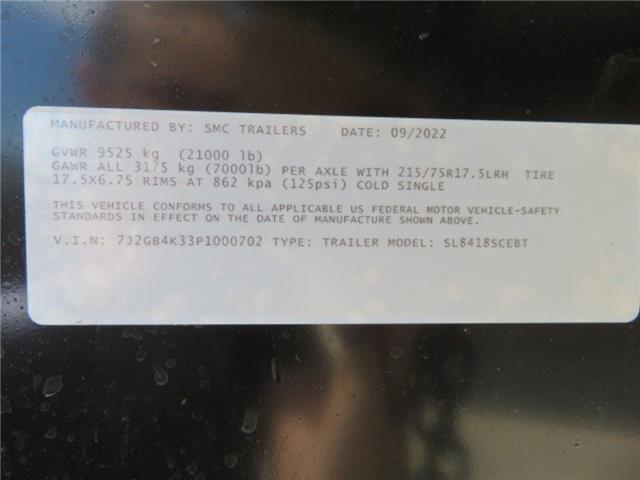 MANUFACTURED BY: SMC TRAILERS DATE: 09/2022
GVWR 9525 kg (21000 lb)
GAWR ALL 3175 kg (7000lb) PER AXLE WITH 215/75R17.5LRH TIRE
17.5X6.75 RIMS AT 862 kpa (125psi) COLD SINGLE
THIS VEHICLE CONFORMS TO ALL APPLICABLE US FEDERAL MOTOR VEHICLE-SAFETY
STANDARDS IN EFFECT ON THE DATE OF MANUFACTURE SHOWN ABOVE.
V.I.N: 7J2GB4K33P1000702 TYPE: TRAILER MODEL: SL8418SCEBT